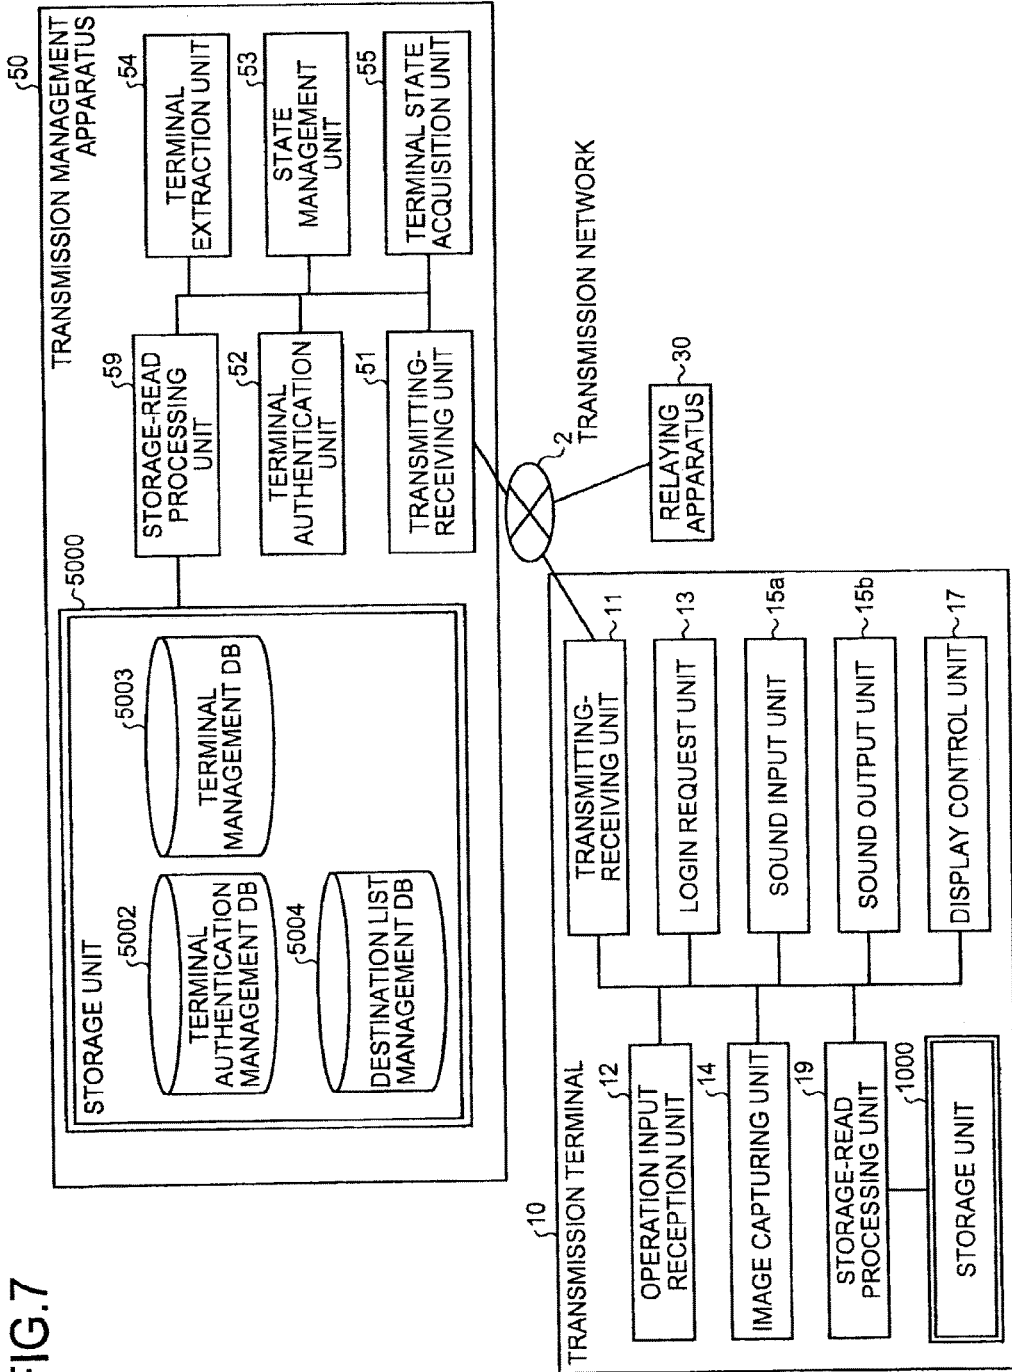 FIG.7
10
TRANSMISSION TERMINAL
12
OPERATION INPUT
RECEPTION UNIT
14
IMAGE CAPTURING UNIT
19
STORAGE-READ
PROCESSING UNIT
1000
STORAGE UNIT
TRANSMITTING-
RECEIVING UNIT
11
LOGIN REQUEST UNIT
13
SOUND INPUT UNIT
15a
SOUND OUTPUT UNIT
15b
DISPLAY CONTROL UNIT
17
2
TRANSMISSION NETWORK
RELAYING
APPARATUS
30
50
TRANSMISSION MANAGEMENT
APPARATUS
5000
STORAGE UNIT
5002
TERMINAL
AUTHENTICATION
MANAGEMENT DB
5003
TERMINAL
MANAGEMENT DB
5004
DESTINATION LIST
MANAGEMENT DB
59
STORAGE-READ
PROCESSING
UNIT
52
TERMINAL
AUTHENTICATION
UNIT
51
TRANSMITTING-
RECEIVING UNIT
54
TERMINAL
EXTRACTION UNIT
53
STATE
MANAGEMENT
UNIT
55
TERMINAL STATE
ACQUISITION UNIT